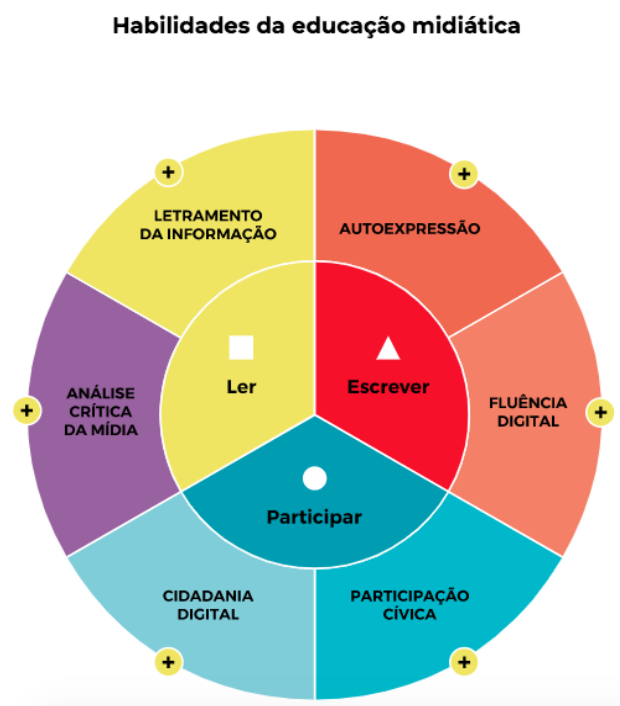 Habilidades da educação midiática
+
+
LETRAMENTO
DA INFORMAÇÃO
AUTOEXPRESSÃO
Ler
Escrever
ANÁLISE
CRÍTICA
DA MÍDIA
+
FLUÊNCIA
DIGITAL
+
Participar
CIDADANIA
DIGITAL
PARTICIPAÇÃO
CÍVICA
+
+